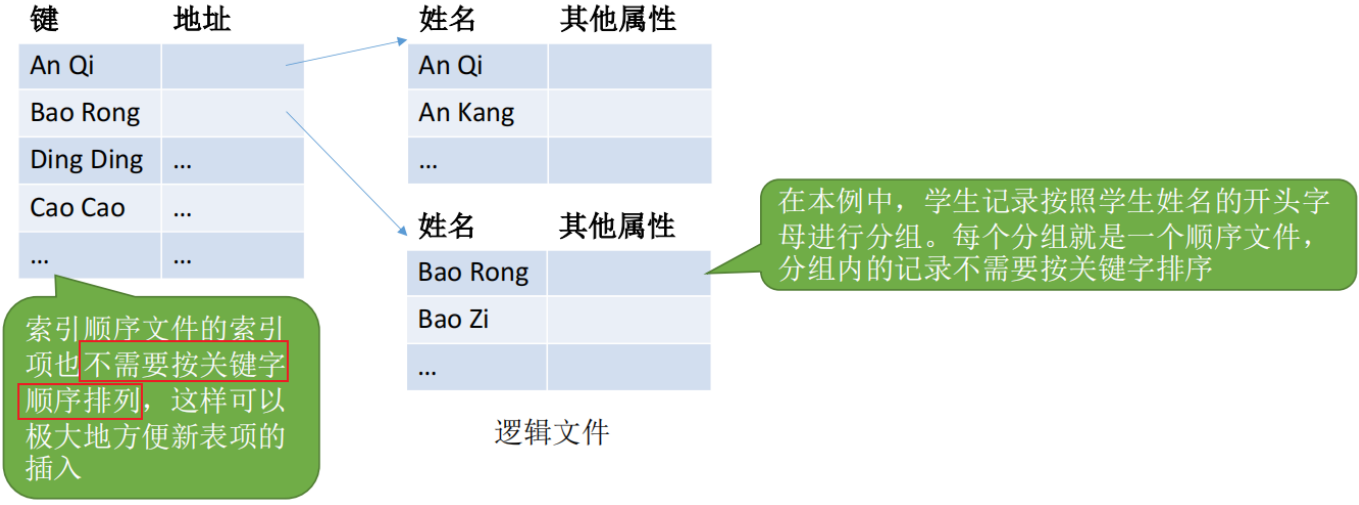 键 地址
An Qi
Bao Rong
Ding Ding …
Cao Cao …
… …
姓名 其他属性
An Qi
An Kang
…
姓名 其他属性
Bao Rong
Bao Zi
…
逻辑文件
在本例中，学生记录按照学生姓名的开头字
母进行分组。每个分组就是一个顺序文件，
分组内的记录不需要按关键字排序
索引顺序文件的索引
项也不需要按关键字
顺序排列，这样可以
极大地方便新表项的
插入